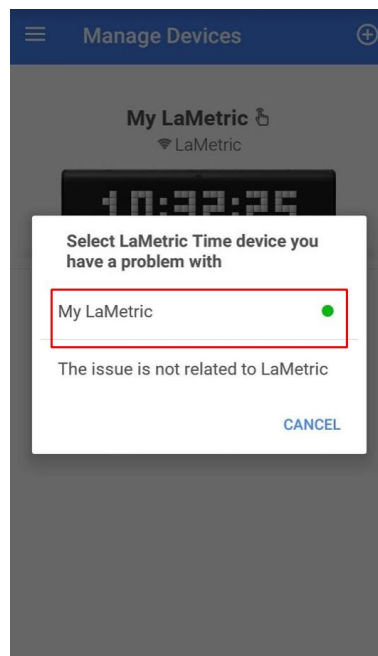 Manage Devices
My LaMetric
LaMetric
10:32:25
Select LaMetric Time device you
have a problem with
My LaMetric
The issue is not related to LaMetric
CANCEL